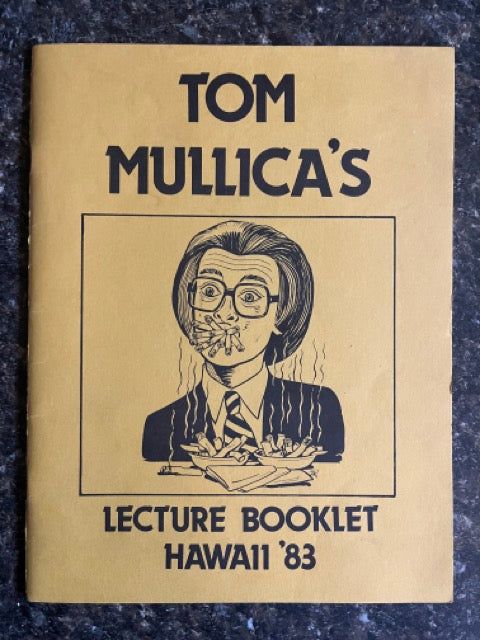 TOM
MULLICA'S
LECTURE BOOKLET
HAWAII '83